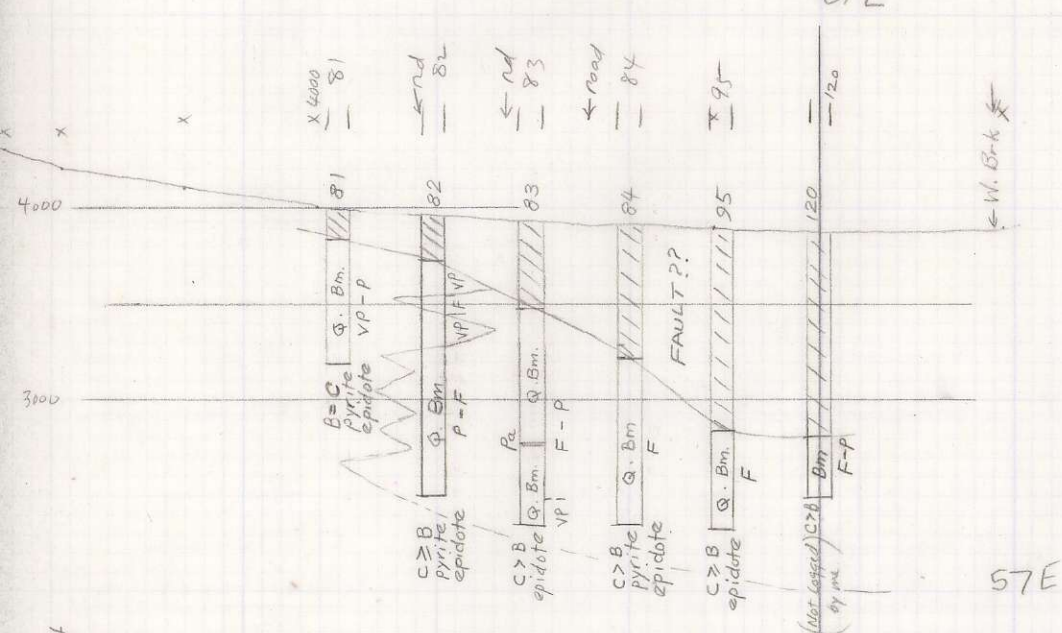 x 4000
81
← rd
82
← rd
83
← road
84
x 95
120
← W. Brk
x
x
x
x
4000
81
82
83
84
95
120
Q. Bm.
VP - P
B = C
pyrite
epidote
VP | F | VP
Q. Bm.
P - F
C ≥ B
pyrite
epidote
Q. Bm.
Pa
Q. Bm.
F - P
VP |
C > B
epidote
Q. Bm
F
C > B
pyrite
epidote
FAULT ??
Q. Bm.
F
C ≥ B
epidote
Bm
F-P
C>B
(Not logged
by me)
3000
57E